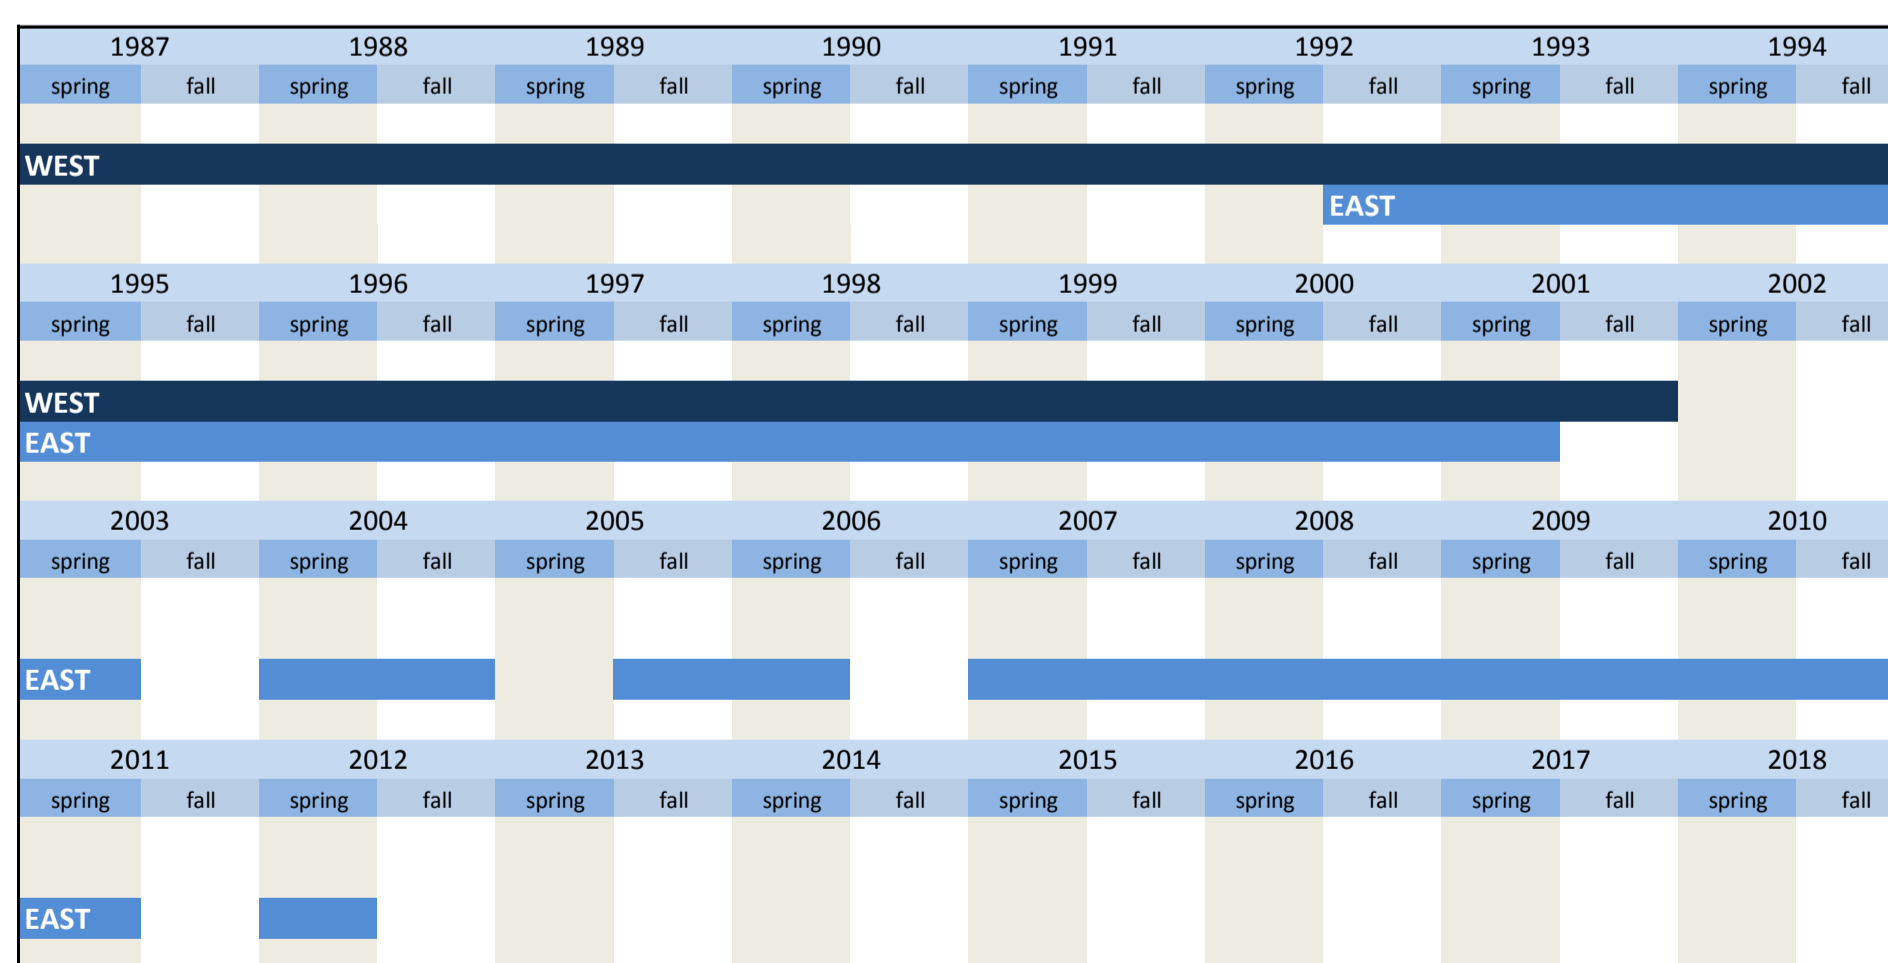 1987 1988 1989 1990 1991 1992 1993 1994
spring fall spring fall spring fall spring fall spring fall spring fall spring fall spring fall
WEST
EAST
1995 1996 1997 1998 1999 2000 2001 2002
spring fall spring fall spring fall spring fall spring fall spring fall spring fall spring fall
WEST
EAST
2003 2004 2005 2006 2007 2008 2009 2010
spring fall spring fall spring fall spring fall spring fall spring fall spring fall spring fall
EAST
2011 2012 2013 2014 2015 2016 2017 2018
spring fall spring fall spring fall spring fall spring fall spring fall spring fall spring fall
EAST